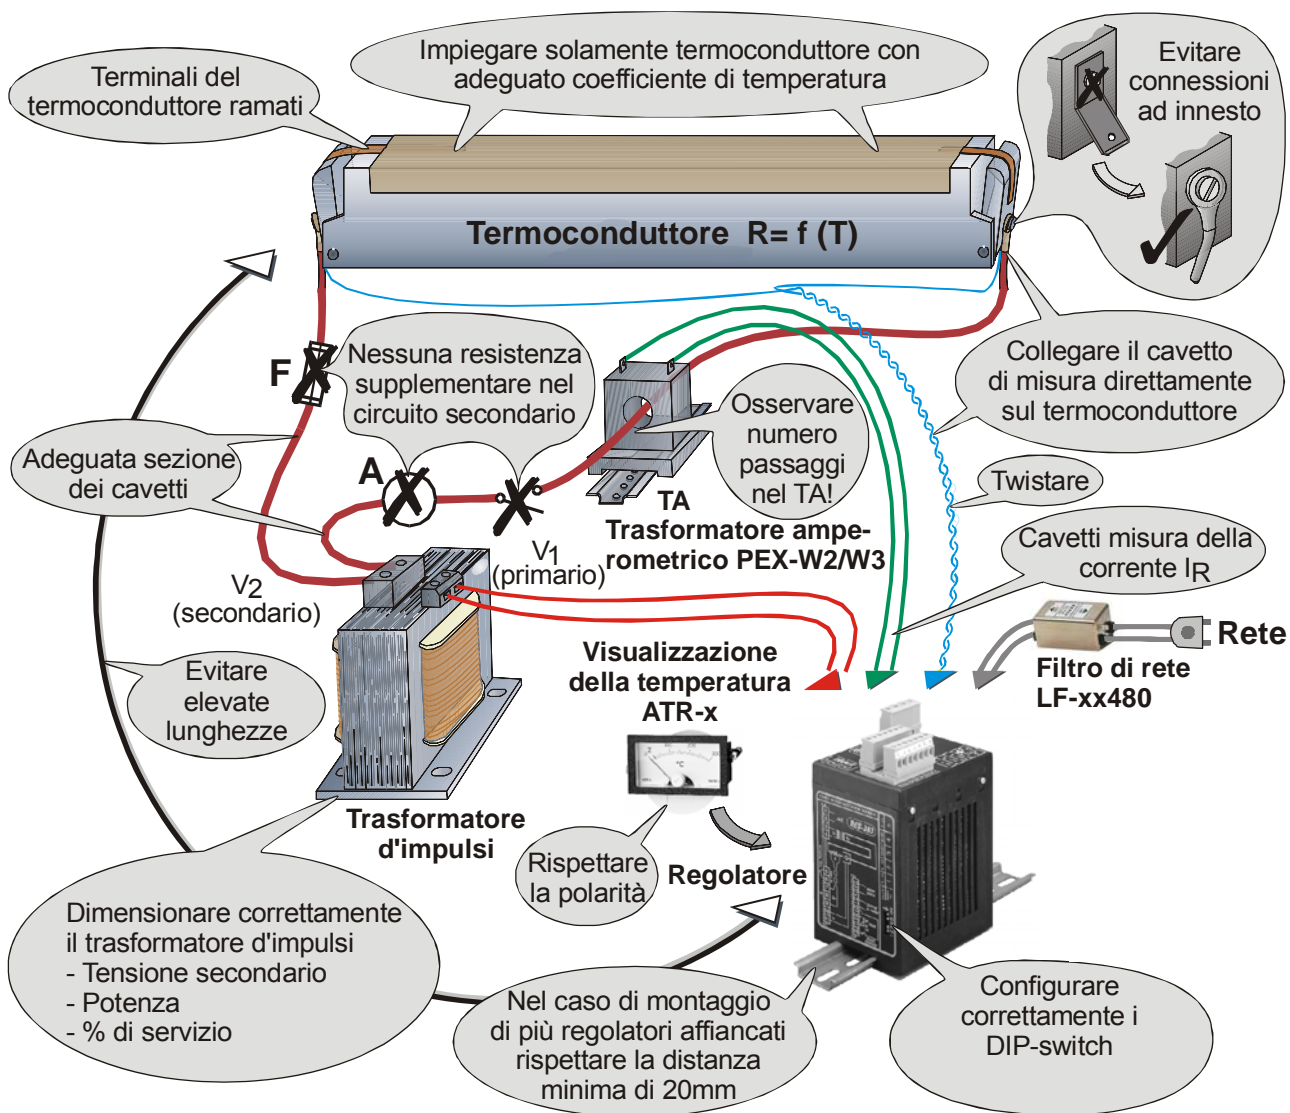 Terminali del
termoconduttore ramati
Impiegare solamente termoconduttore con
adeguato coefficiente di temperatura
Evitare
connessioni
ad innesto
Termoconduttore R= f (T)
F
Nessuna resistenza
supplementare nel
circuito secondario
Collegare il cavetto
di misura direttamente
sul termoconduttore
Osservare
numero
passaggi
nel TA!
Adeguata sezione
dei cavetti
A
Twistare
TA
Trasformatore ampe-
rometrico PEX-W2/W3
Cavetti misura della
corrente IR
V1
(primario)
V2
(secondario)
Rete
Filtro di rete
LF-xx480
Visualizzazione
della temperatura
ATR-x
Evitare
elevate
lunghezze
°C
Trasformatore
d'impulsi
Rispettare
la polarità
Regolatore
Dimensionare correttamente
il trasformatore d'impulsi
- Tensione secondario
- Potenza
- % di servizio
Nel caso di montaggio
di più regolatori affiancati
rispettare la distanza
minima di 20mm
Configurare
correttamente i
DIP-switch